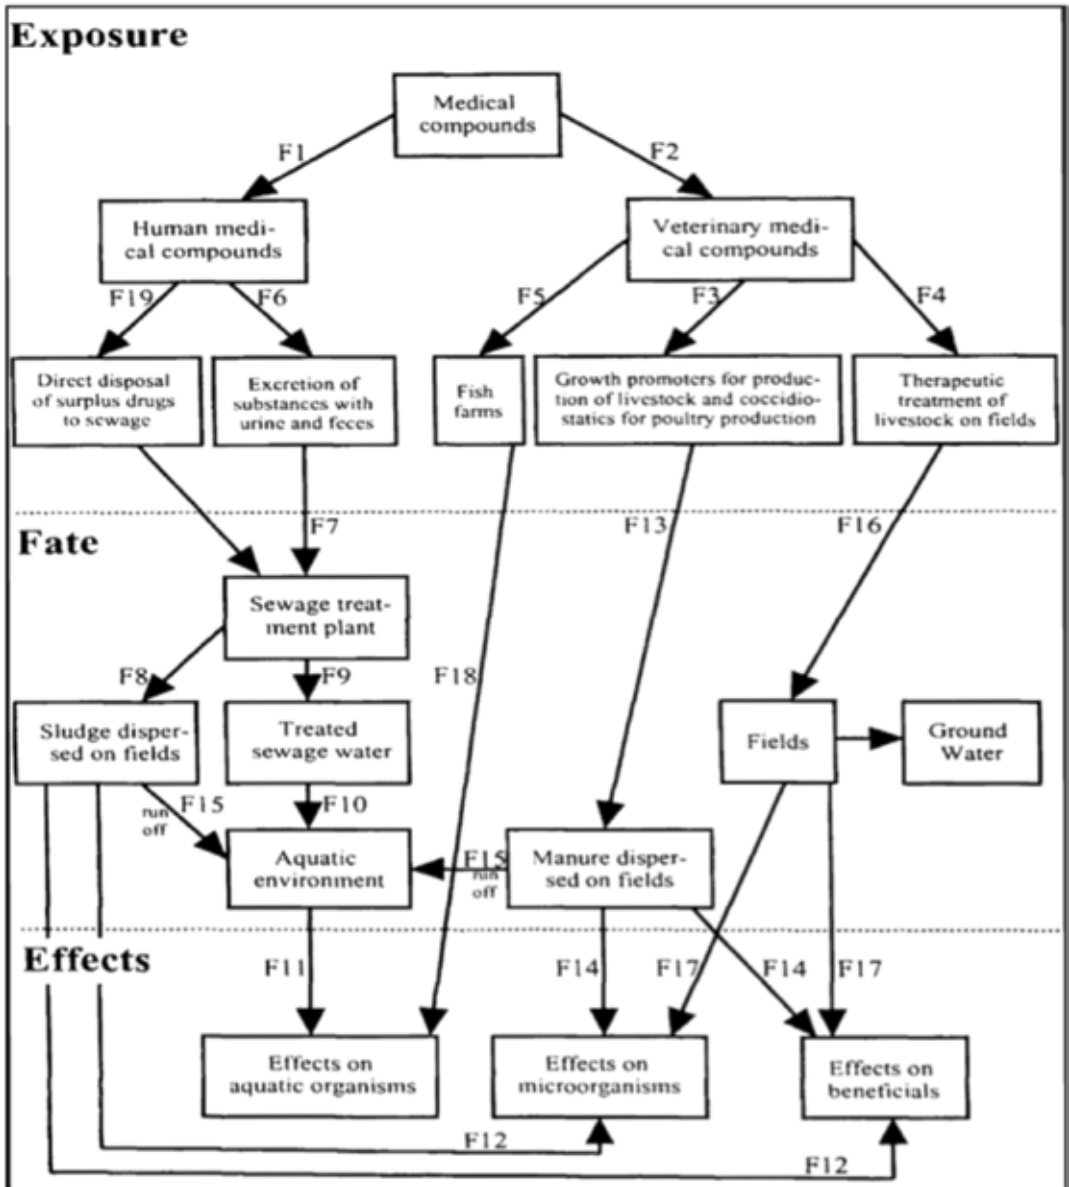 Exposure
Medical
compounds
F1
F2
Human medi-
cal compounds
Veterinary medi-
cal compounds
F19
F6
F5
F3
F4
Direct disposal
of surplus drugs
to sewage
Excretion of
substances with
urine and feces
Fish
farms
Growth promoters for produc-
tion of livestock and coccidio-
statics for poultry production
Therapeutic
treatment of
livestock on fields
F7
F13
F16
Fate
Sewage treat-
ment plant
F8
F9
F18
Sludge disper-
sed on fields
Treated
sewage water
Fields
Ground
Water
F15
run
off
F10
Aquatic
environment
F15
run
off
Manure disper-
sed on fields
Effects
F11
F14
F17
F14
F17
Effects on
aquatic organisms
Effects on
microorganisms
Effects on
beneficials
F12
F12